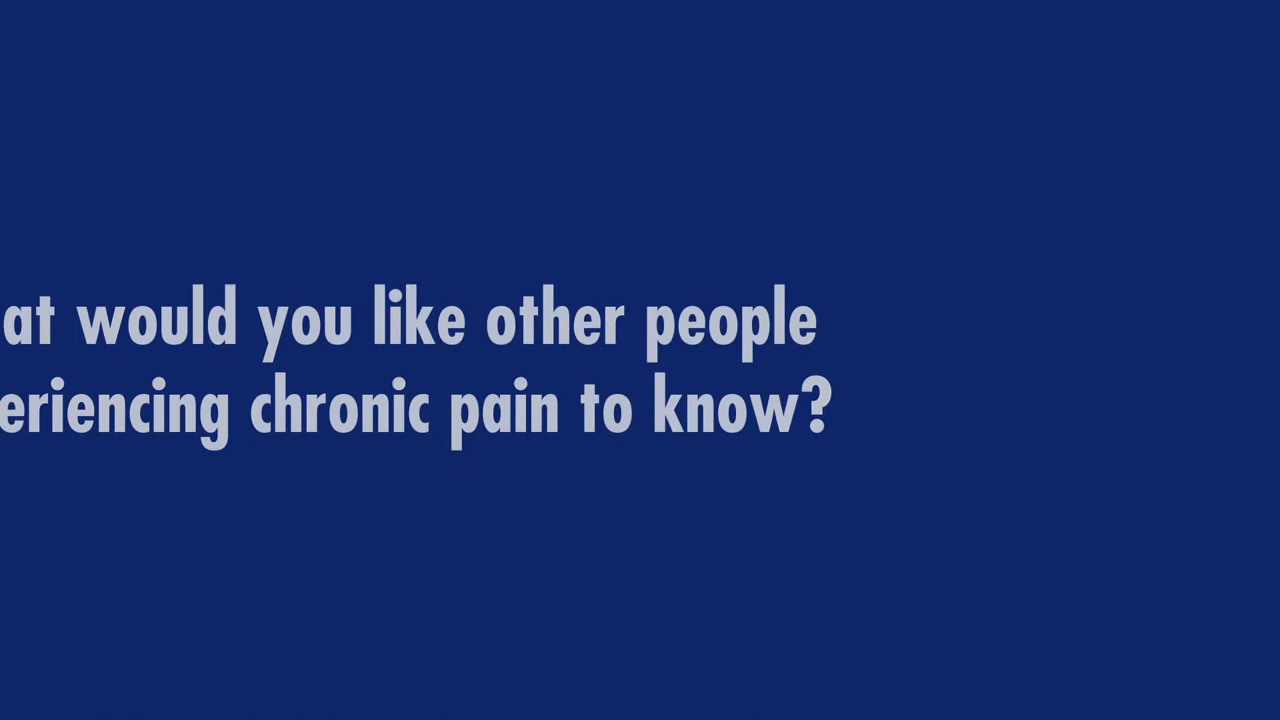 at would you like other people
eriencing chronic pain to know?